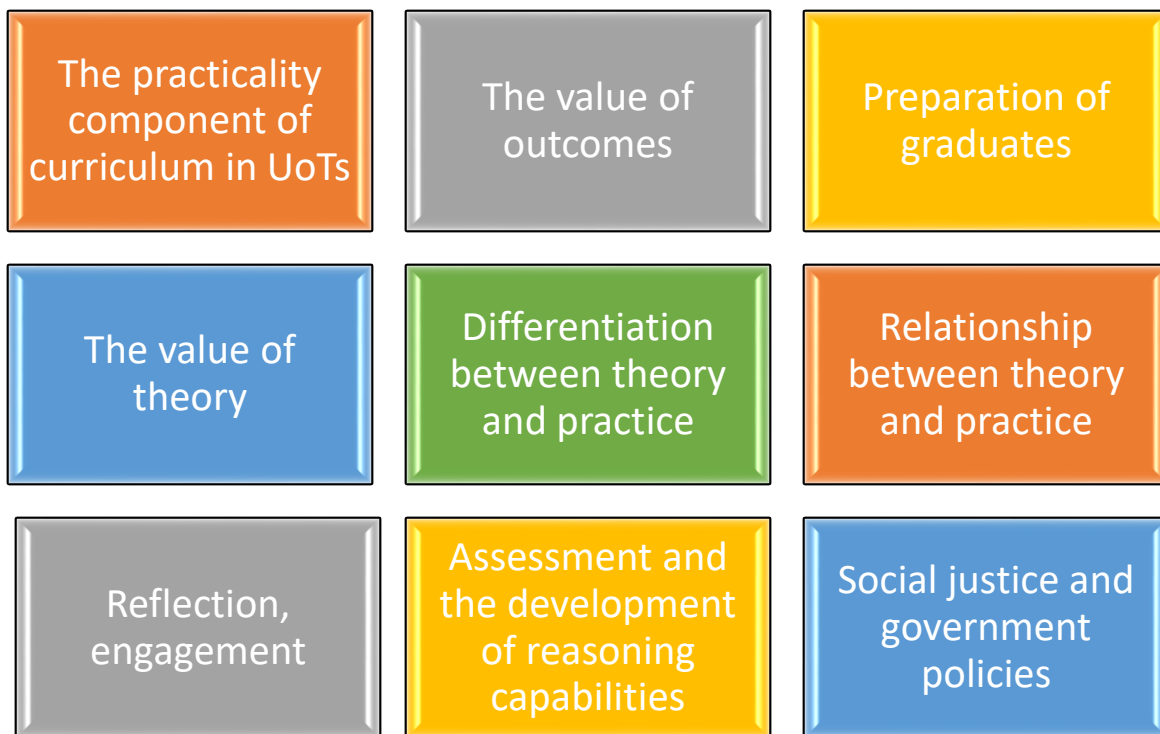 The practicality
component of
curriculum in UoTs
The value of
outcomes
Preparation of
graduates
The value of
theory
Differentiation
between theory
and practice
Relationship
between theory
and practice
Reflection,
engagement
Assessment and
the development
of reasoning
capabilities
Social justice and
government
policies